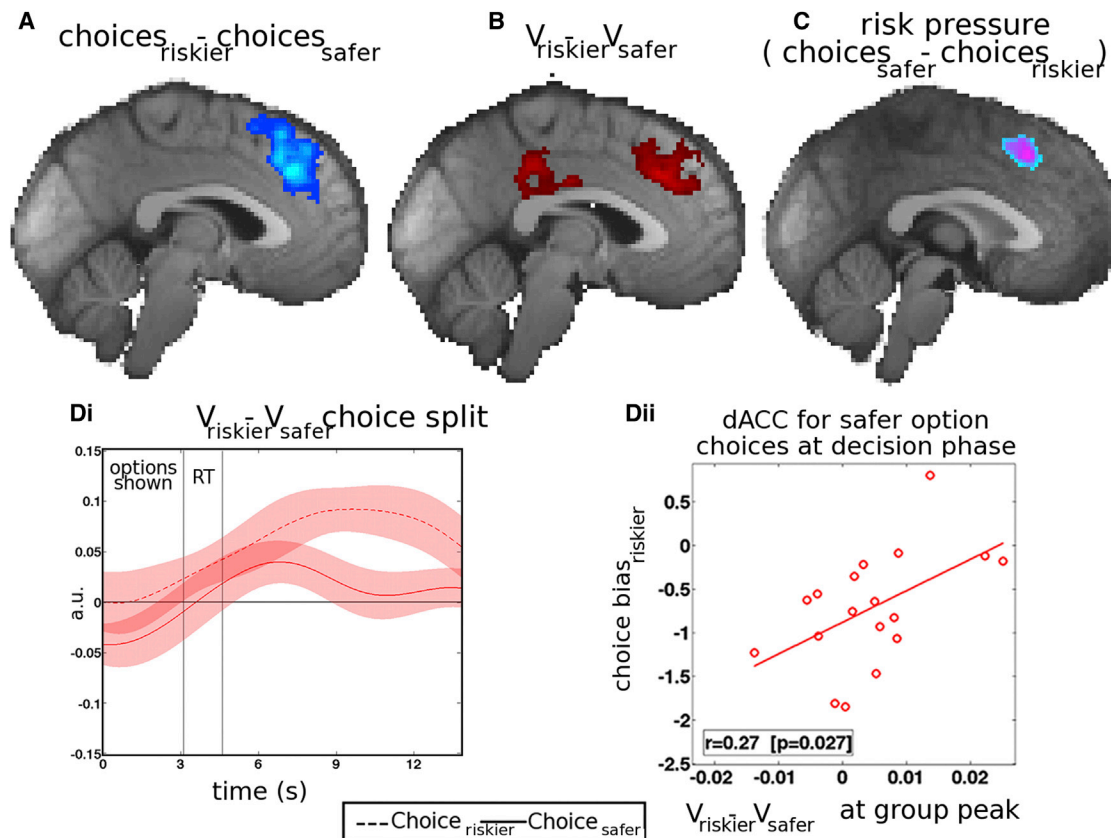 A
choices riskier - choices safer
B
V riskier - V safer
C
risk pressure
( choices safer - choices riskier )
Di
V riskier - V safer choice split
options shown
RT
0.15
0.1
0.05
0
-0.05
-0.1
-0.15
a.u.
0 3 6 9 12
time (s)
Dii
dACC for safer option
choices at decision phase
0.5
0
-0.5
-1
-1.5
-2
-2.5
choice bias riskier
r=0.27 [p=0.027]
-0.02 -0.01 0 0.01 0.02
V riskier - V safer at group peak
Choice riskier Choice safer